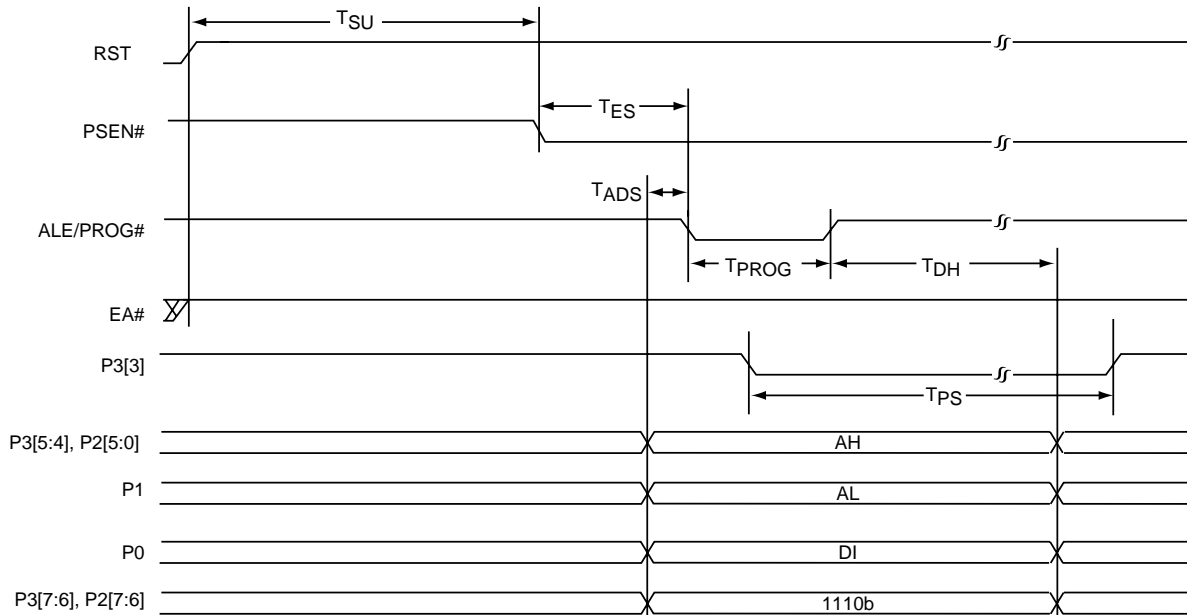 TSU
RST
TES
PSEN#
TADS
ALE/PROG#
TPROG
TDH
EA#
P3[3]
TPS
P3[5:4], P2[5:0]
AH
P1
AL
P0
DI
P3[7:6], P2[7:6]
1110b